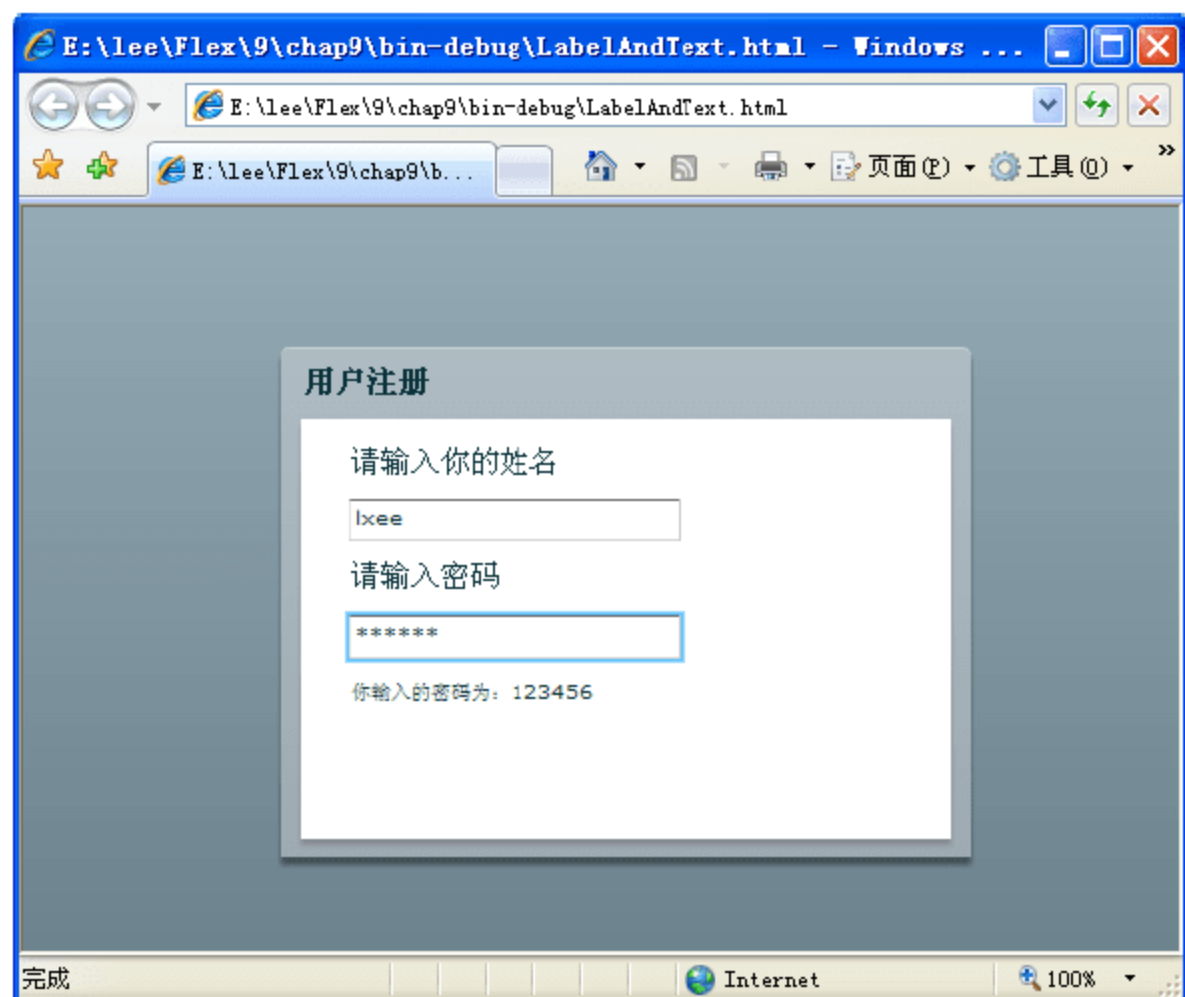 E:\lee\Flex\9\chap9\bin-debug\LabelAndText.html - Windows ...
E:\lee\Flex\9\chap9\bin-debug\LabelAndText.html
E:\lee\Flex\9\chap9\b... 页面(P) 工具(O) »
用户注册
请输入你的姓名
lxee
请输入密码
******
你输入的密码为：123456
完成 Internet 100%